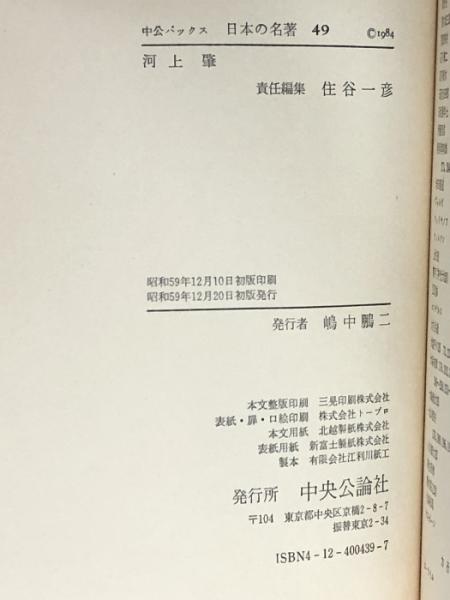 中公バックス 日本の名著 49 ©1984
河上 肇
責任編集 住谷一彦
昭和59年12月10日初版印刷
昭和59年12月20日初版発行
発行者 嶋中鵬二
本文整版印刷 三晃印刷株式会社
表紙・扉・口絵印刷 株式会社トープロ
本文用紙 北越製紙株式会社
表紙用紙 新富士製紙株式会社
製本 有限会社江利川紙工
発行所 中央公論社
〒104 東京都中央区京橋2-8-7
振替東京2-34
ISBN4-12-400439-7